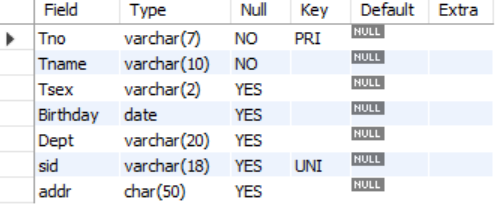 Field Type Null Key Default Extra
Tno varchar(7) NO PRI NULL
Tname varchar(10) NO NULL
Tsex varchar(2) YES NULL
Birthday date YES NULL
Dept varchar(20) YES NULL
sid varchar(18) YES UNI NULL
addr char(50) YES NULL